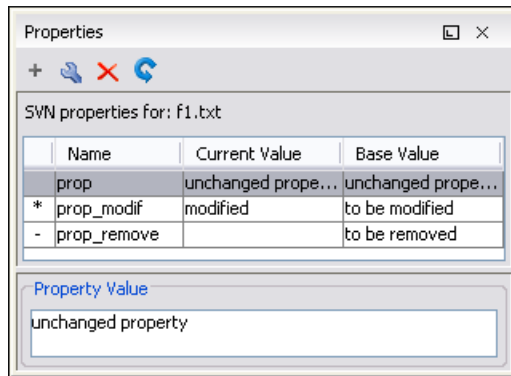 Properties
SVN properties for: f1.txt
Name Current Value Base Value
prop unchanged prope... unchanged prope...
* prop_modif modified to be modified
- prop_remove to be removed
Property Value
unchanged property